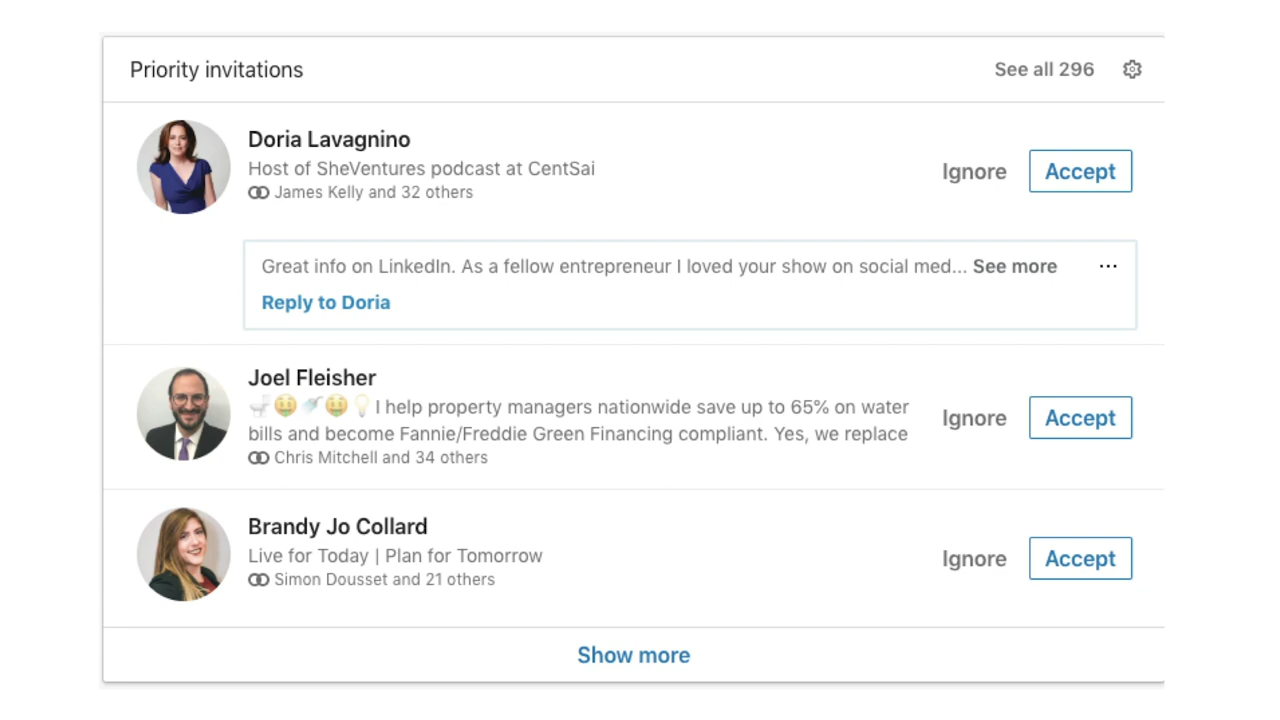 Priority invitations
See all 296
Doria Lavagnino
Host of SheVentures podcast at CentSai
James Kelly and 32 others
Ignore
Accept
Great info on LinkedIn. As a fellow entrepreneur I loved your show on social med... See more
...
Reply to Doria
Joel Fleisher
🚽🤑🚿🤑💡I help property managers nationwide save up to 65% on water
bills and become Fannie/Freddie Green Financing compliant. Yes, we replace
Chris Mitchell and 34 others
Ignore
Accept
Brandy Jo Collard
Live for Today | Plan for Tomorrow
Simon Dousset and 21 others
Ignore
Accept
Show more